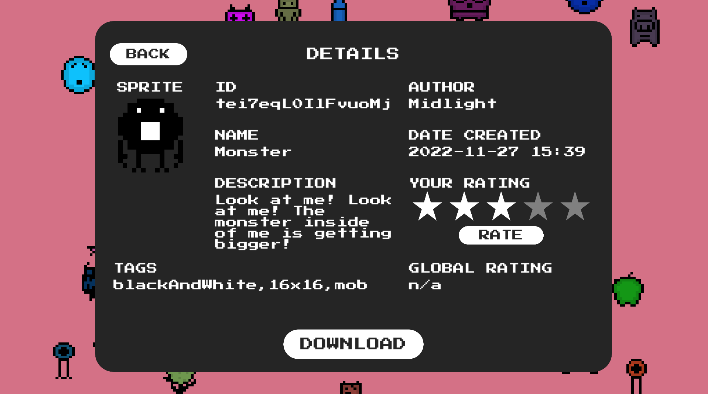 BACK
DETAILS
SPRITE
ID
tei7eqL0IlFvuoMj
AUTHOR
Midlight
NAME
Monster
DATE CREATED
2022-11-27 15:39
DESCRIPTION
Look at me! Look
at me! The
monster inside
of me is getting
bigger!
YOUR RATING
RATE
TAGS
blackAndWhite,16x16,mob
GLOBAL RATING
n/a
DOWNLOAD